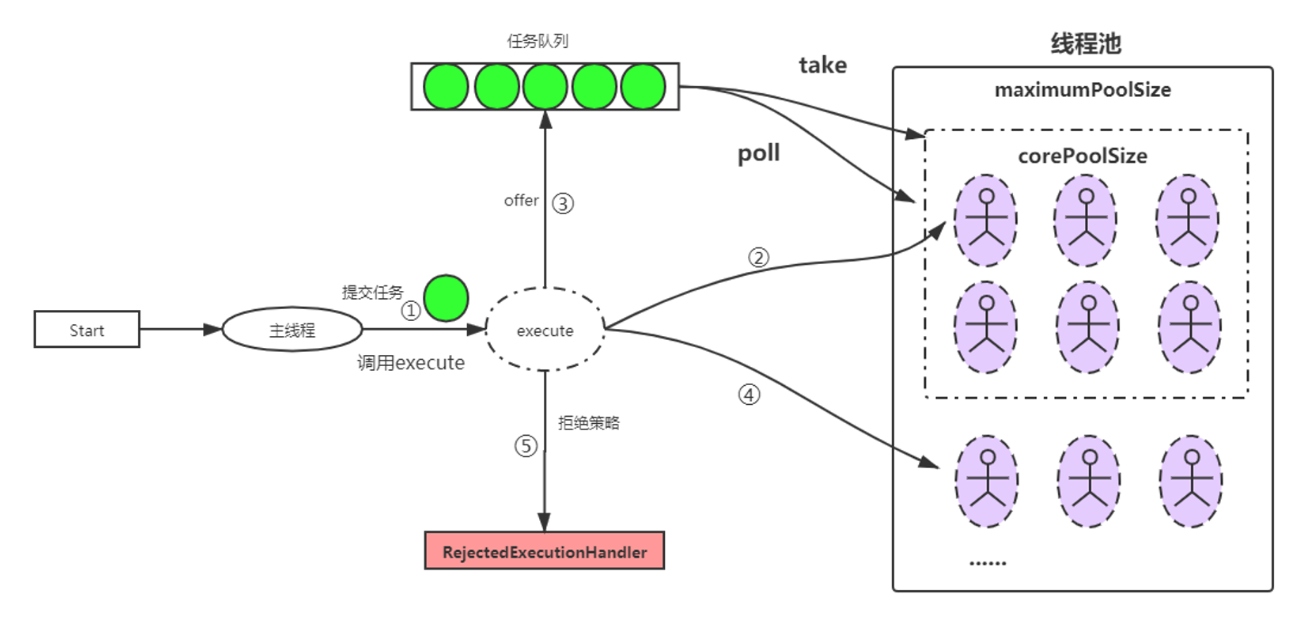 任务队列
线程池
take
maximumPoolSize
poll
corePoolSize
offer
③
②
提交任务
①
Start
主线程
execute
调用execute
④
拒绝策略
⑤
RejectedExecutionHandler
......